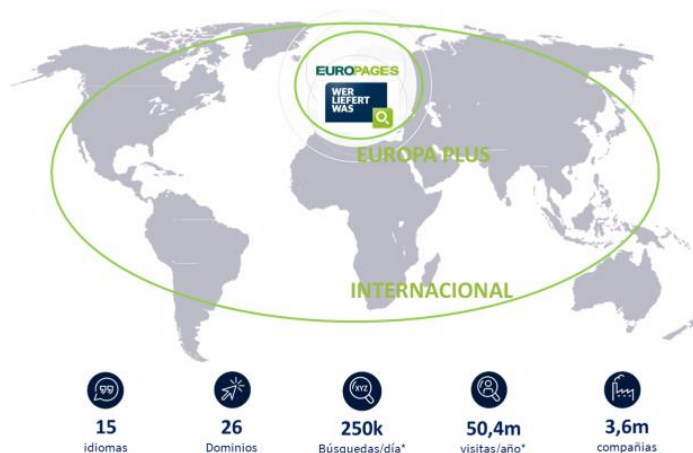 EUROPAGES
WER
LIEFERT
WAS
EUROPA PLUS
INTERNACIONAL
XYZ
15
idiomas
26
Dominios
250k
Búsquedas/día*
50,4m
visitas/año*
3,6m
compañias